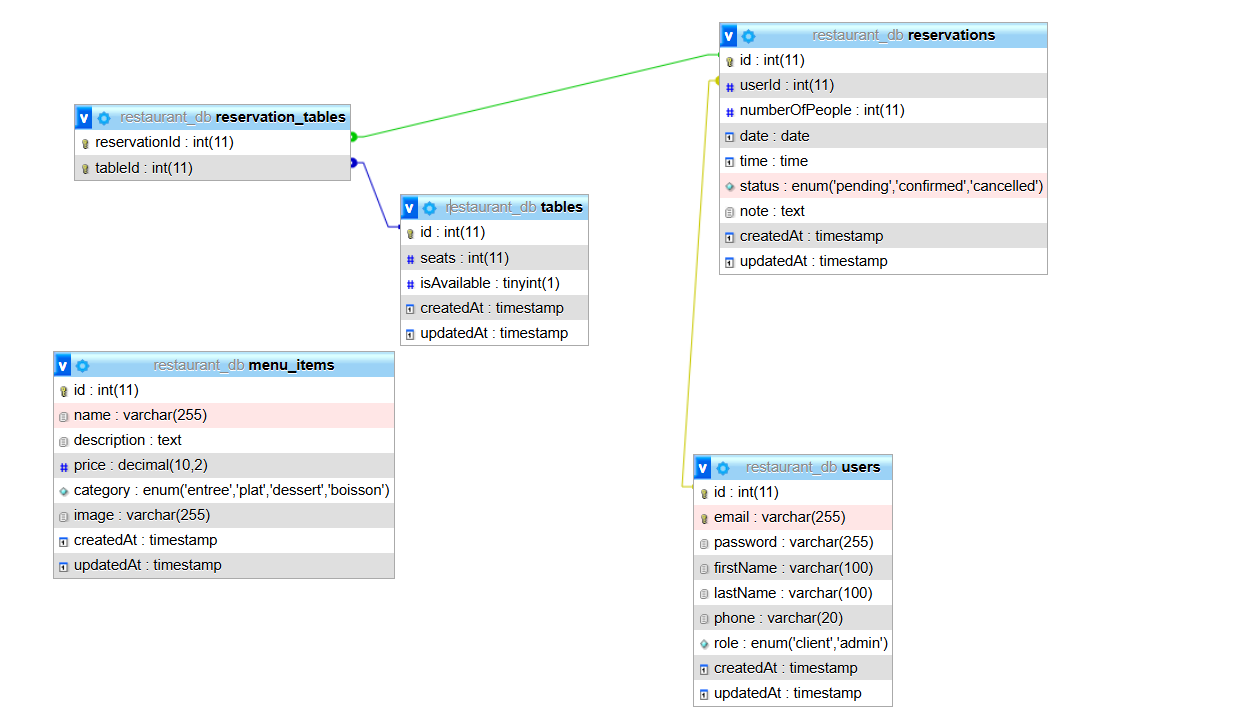 v restaurant_db reservations
id : int(11)
userId : int(11)
numberOfPeople : int(11)
date : date
time : time
status : enum('pending','confirmed','cancelled')
note : text
createdAt : timestamp
updatedAt : timestamp
v restaurant_db reservation_tables
reservationId : int(11)
tableId : int(11)
v restaurant_db tables
id : int(11)
seats : int(11)
isAvailable : tinyint(1)
createdAt : timestamp
updatedAt : timestamp
v restaurant_db menu_items
id : int(11)
name : varchar(255)
description : text
price : decimal(10,2)
category : enum('entree','plat','dessert','boisson')
image : varchar(255)
createdAt : timestamp
updatedAt : timestamp
v restaurant_db users
id : int(11)
email : varchar(255)
password : varchar(255)
firstName : varchar(100)
lastName : varchar(100)
phone : varchar(20)
role : enum('client','admin')
createdAt : timestamp
updatedAt : timestamp